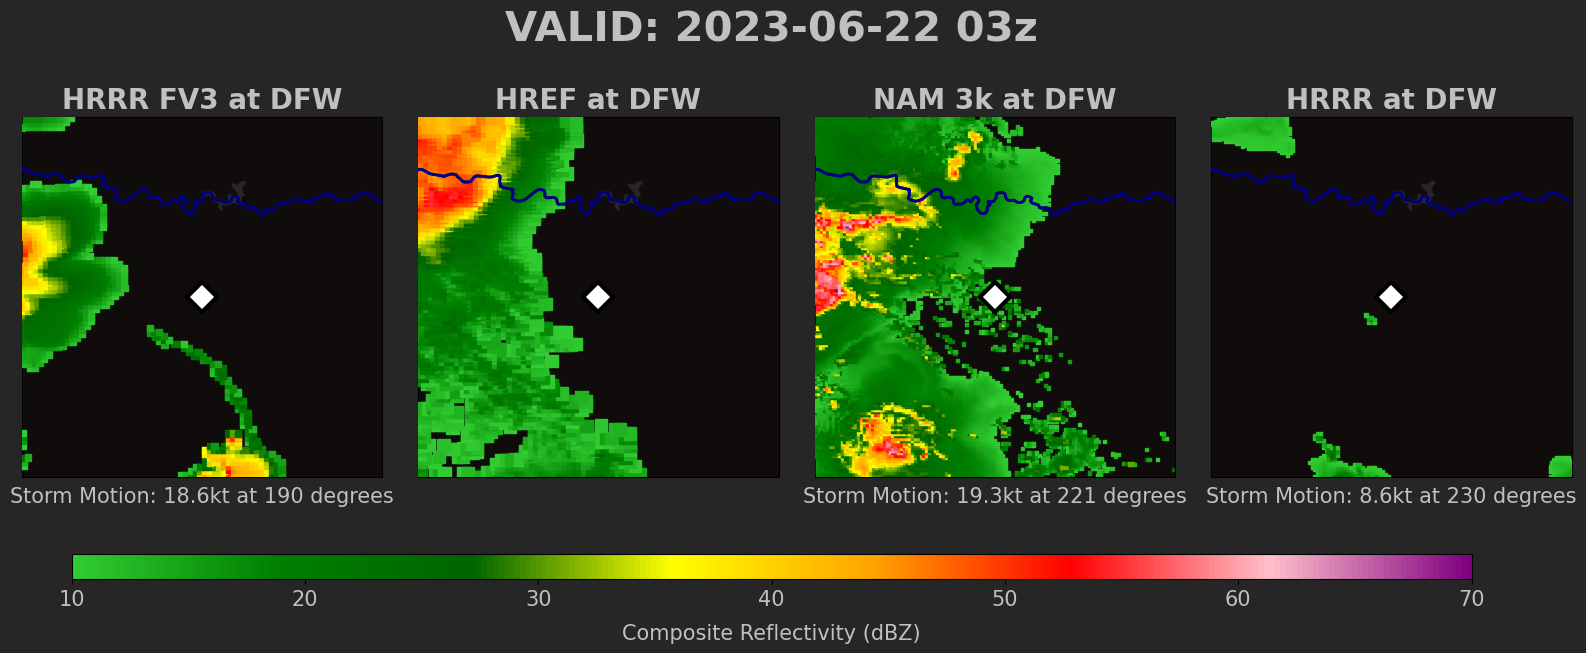 VALID: 2023-06-22 03z
HRRR FV3 at DFW
HREF at DFW
NAM 3k at DFW
HRRR at DFW
Storm Motion: 18.6kt at 190 degrees
Storm Motion: 19.3kt at 221 degrees
Storm Motion: 8.6kt at 230 degrees
10 20 30 40 50 60 70
Composite Reflectivity (dBZ)